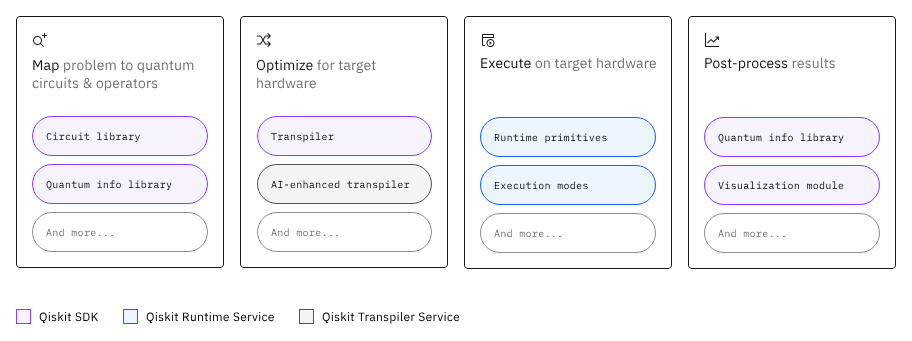 Map problem to quantum
circuits & operators
Circuit library
Quantum info library
And more...
Optimize for target
hardware
Transpiler
AI-enhanced transpiler
And more...
Execute on target hardware
Runtime primitives
Execution modes
And more...
Post-process results
Quantum info library
Visualization module
And more...
Qiskit SDK
Qiskit Runtime Service
Qiskit Transpiler Service